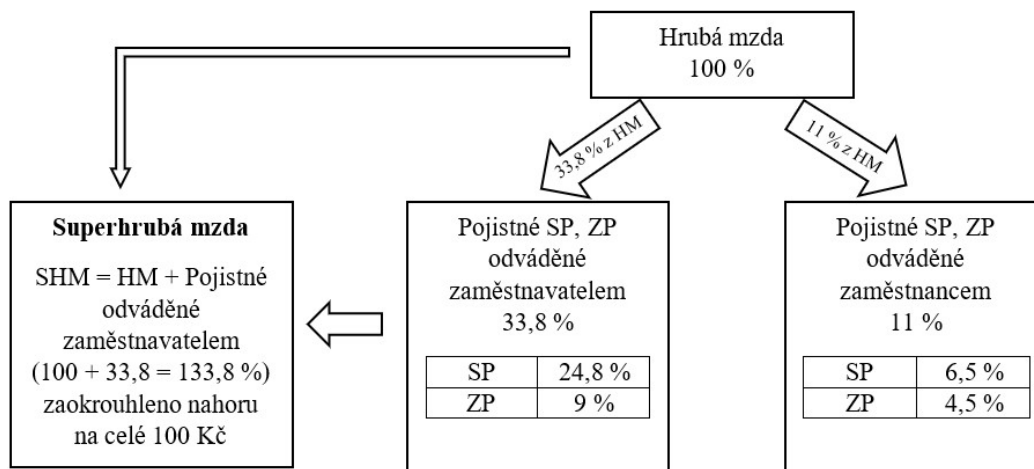 Hrubá mzda
100 %
33,8 % z HM
11 % z HM
Superhrubá mzda
SHM = HM + Pojistné
odváděné
zaměstnavatelem
(100 + 33,8 = 133,8 %)
zaokrouhleno nahoru
na celé 100 Kč
Pojistné SP, ZP
odváděné
zaměstnavatelem
33,8 %
SP 24,8 %
ZP 9 %
Pojistné SP, ZP
odváděné
zaměstnancem
11 %
SP 6,5 %
ZP 4,5 %